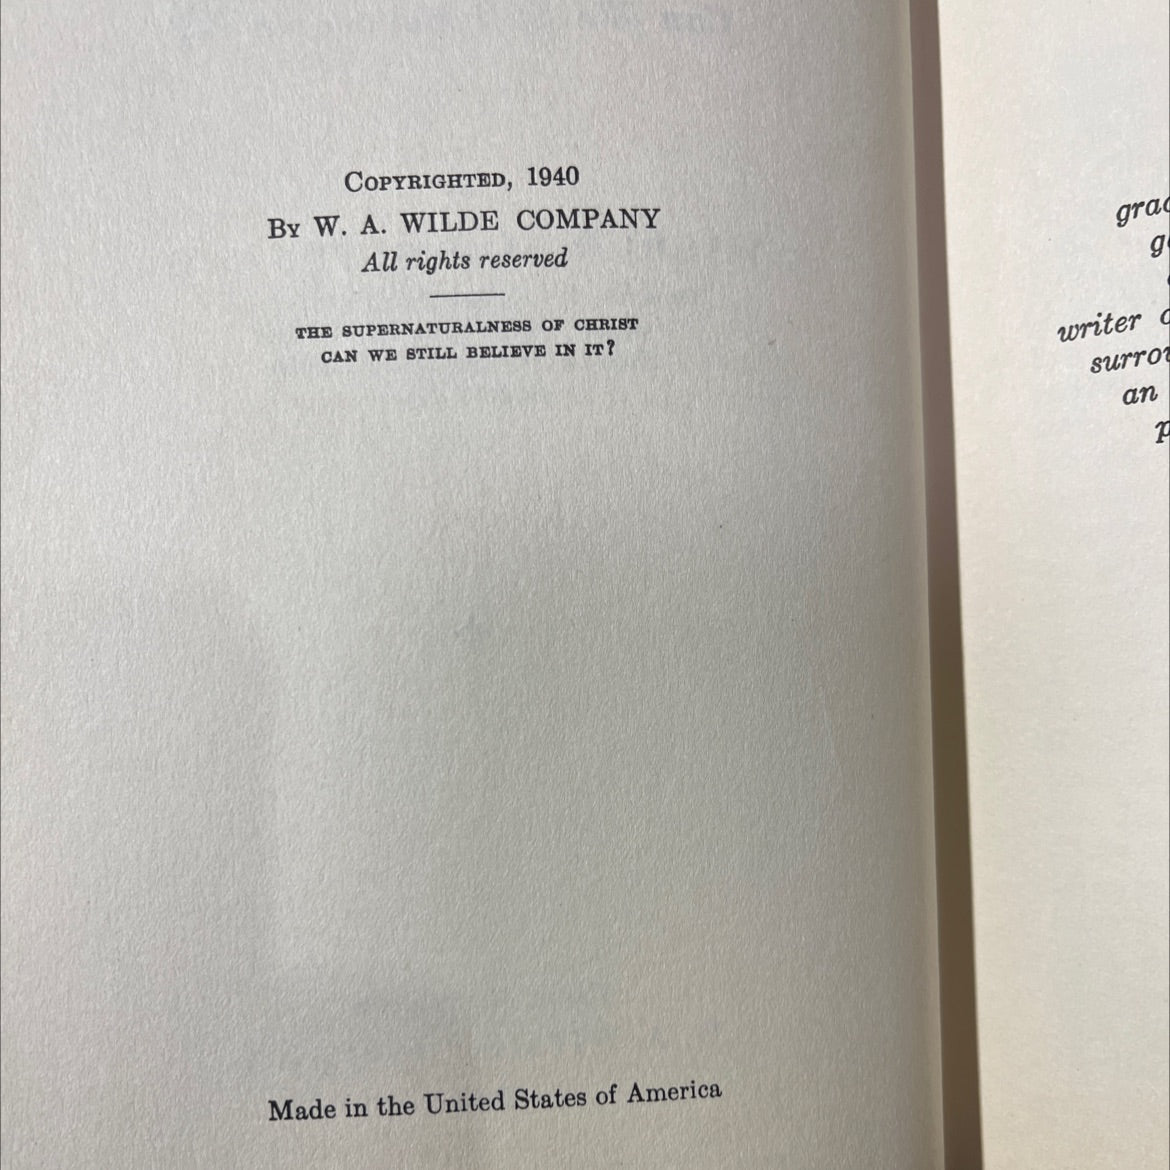 COPYRIGHTED, 1940
BY W. A. WILDE COMPANY
All rights reserved
THE SUPERNATURALNESS OF CHRIST
CAN WE STILL BELIEVE IN IT?
Made in the United States of America
writer
an